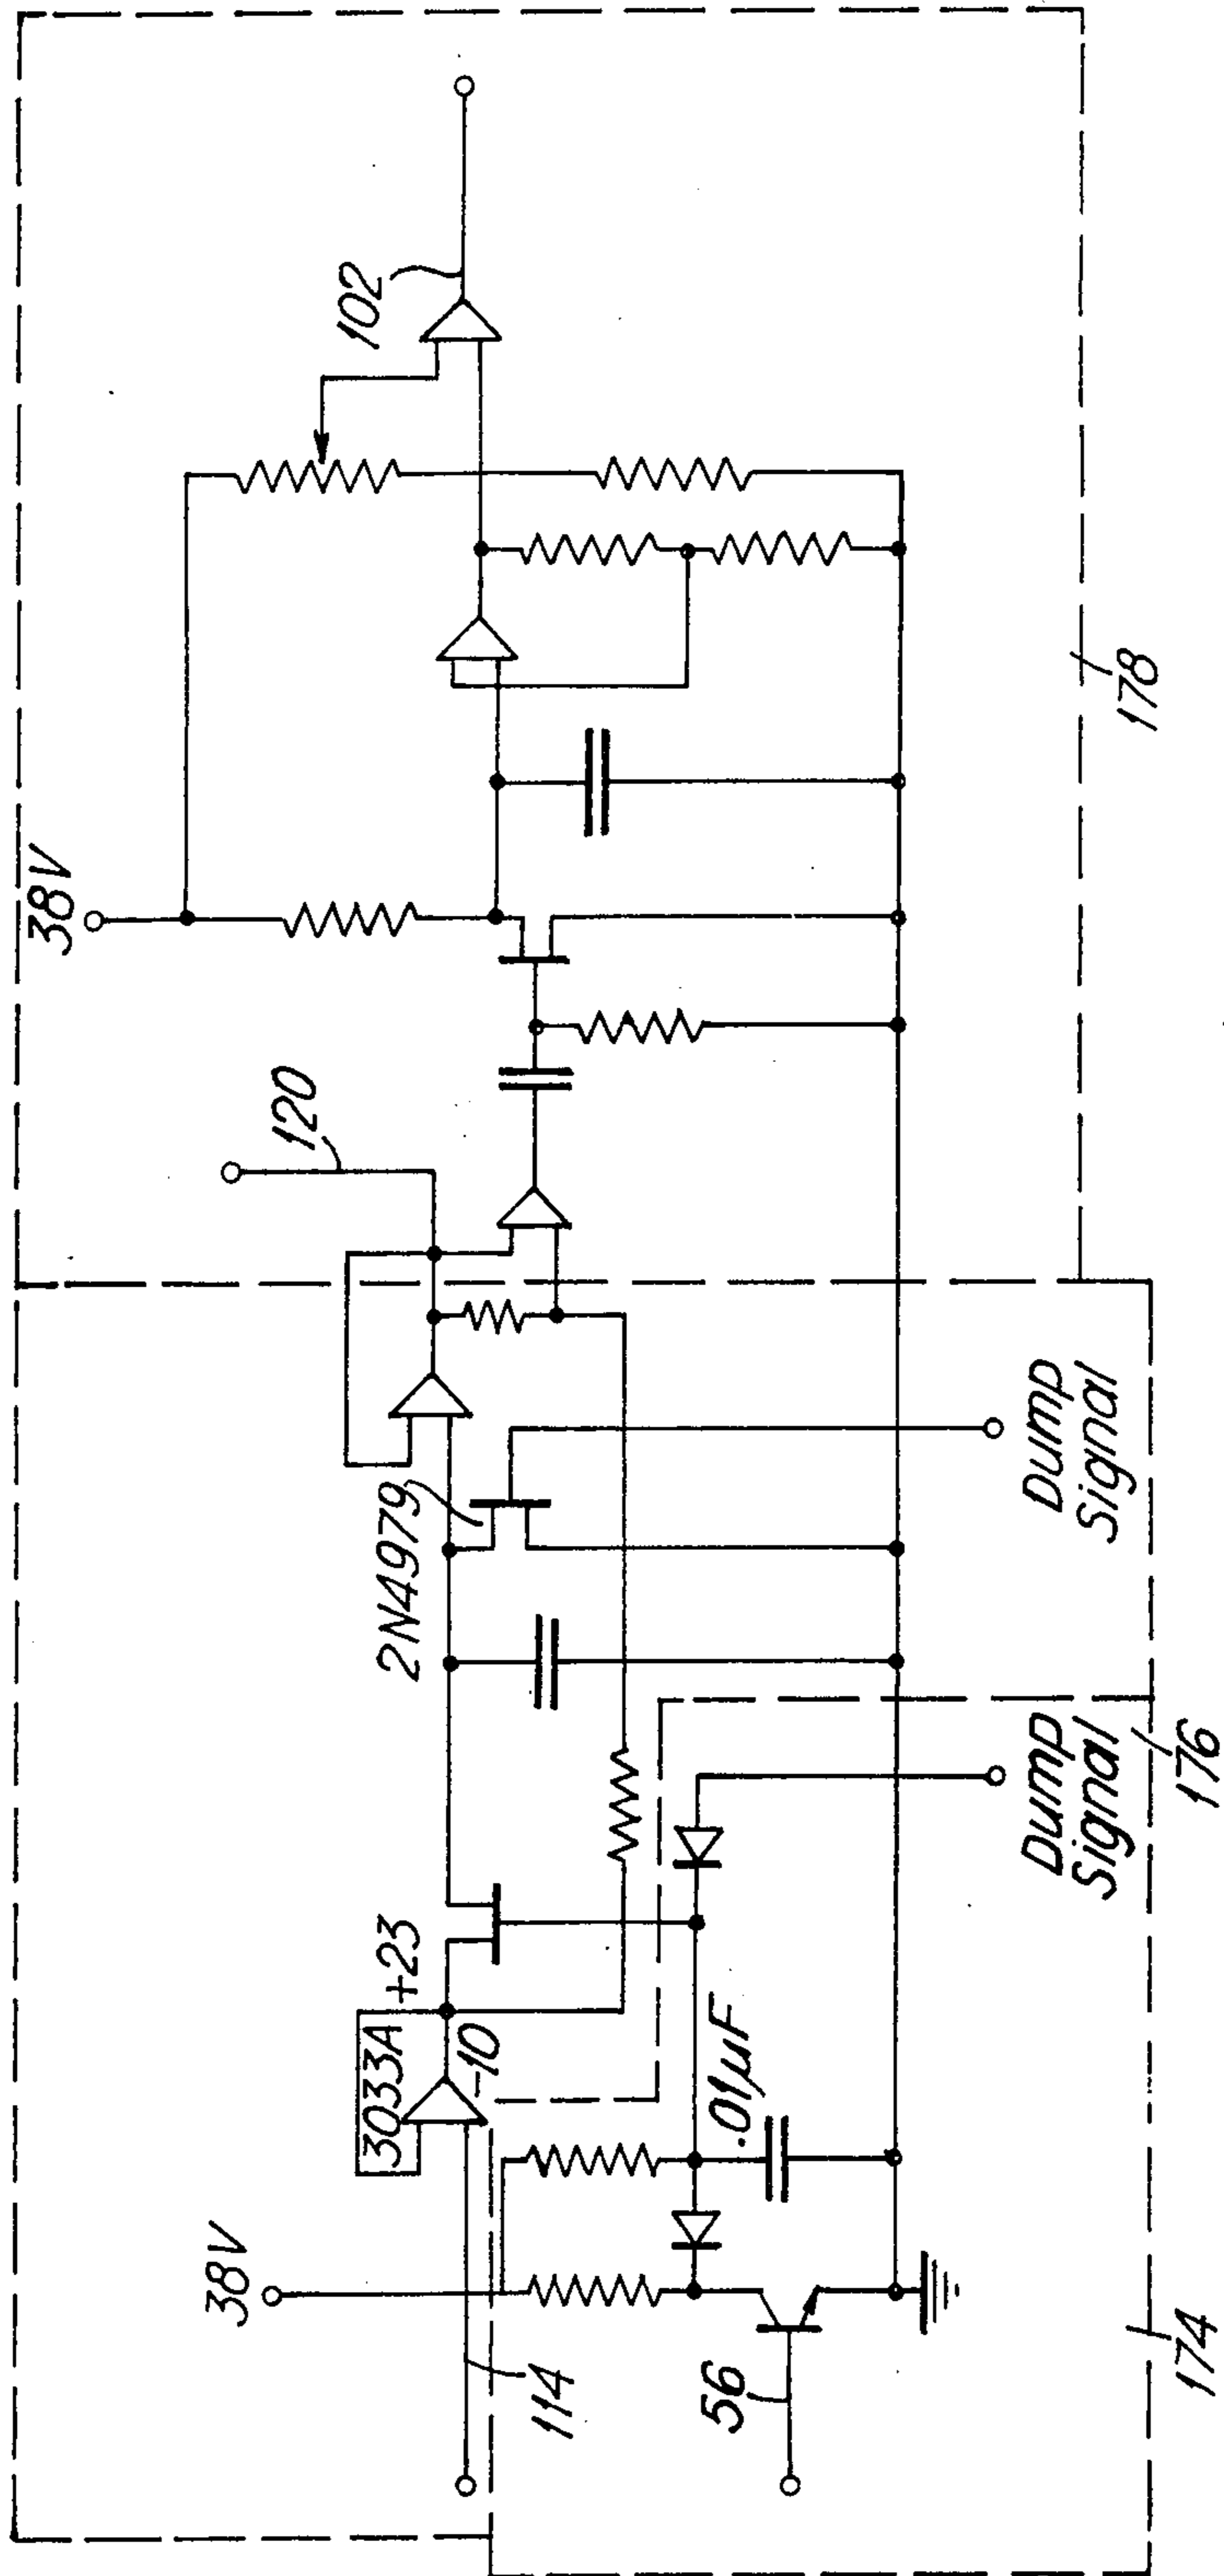 38V
102
120
178
2N4979
Dump
Signal
3033A
+23
-10
38V
.01µF
Dump
Signal
176
114
56
174